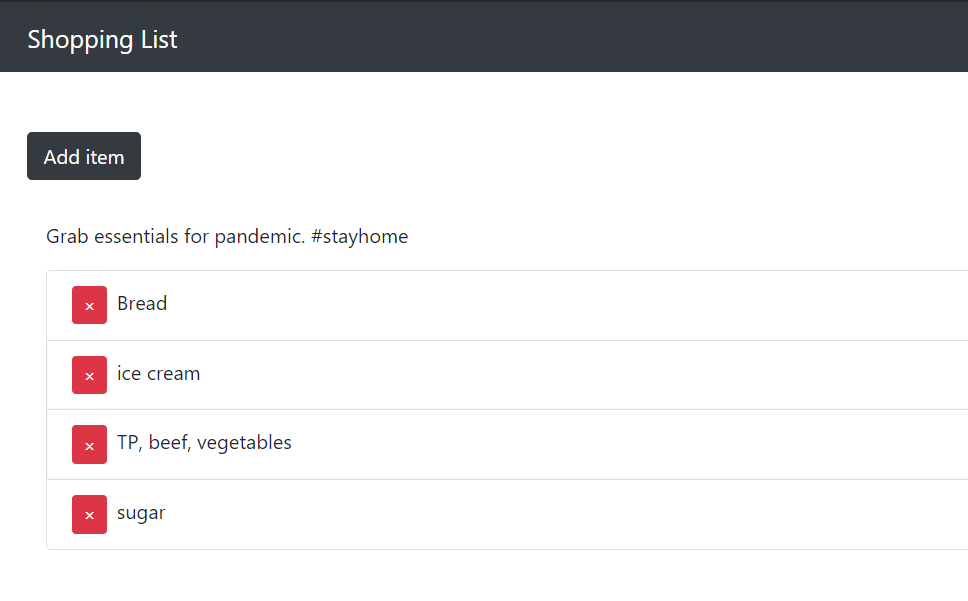 Shopping List
Add item
Grab essentials for pandemic. #stayhome
× Bread
× ice cream
× TP, beef, vegetables
× sugar